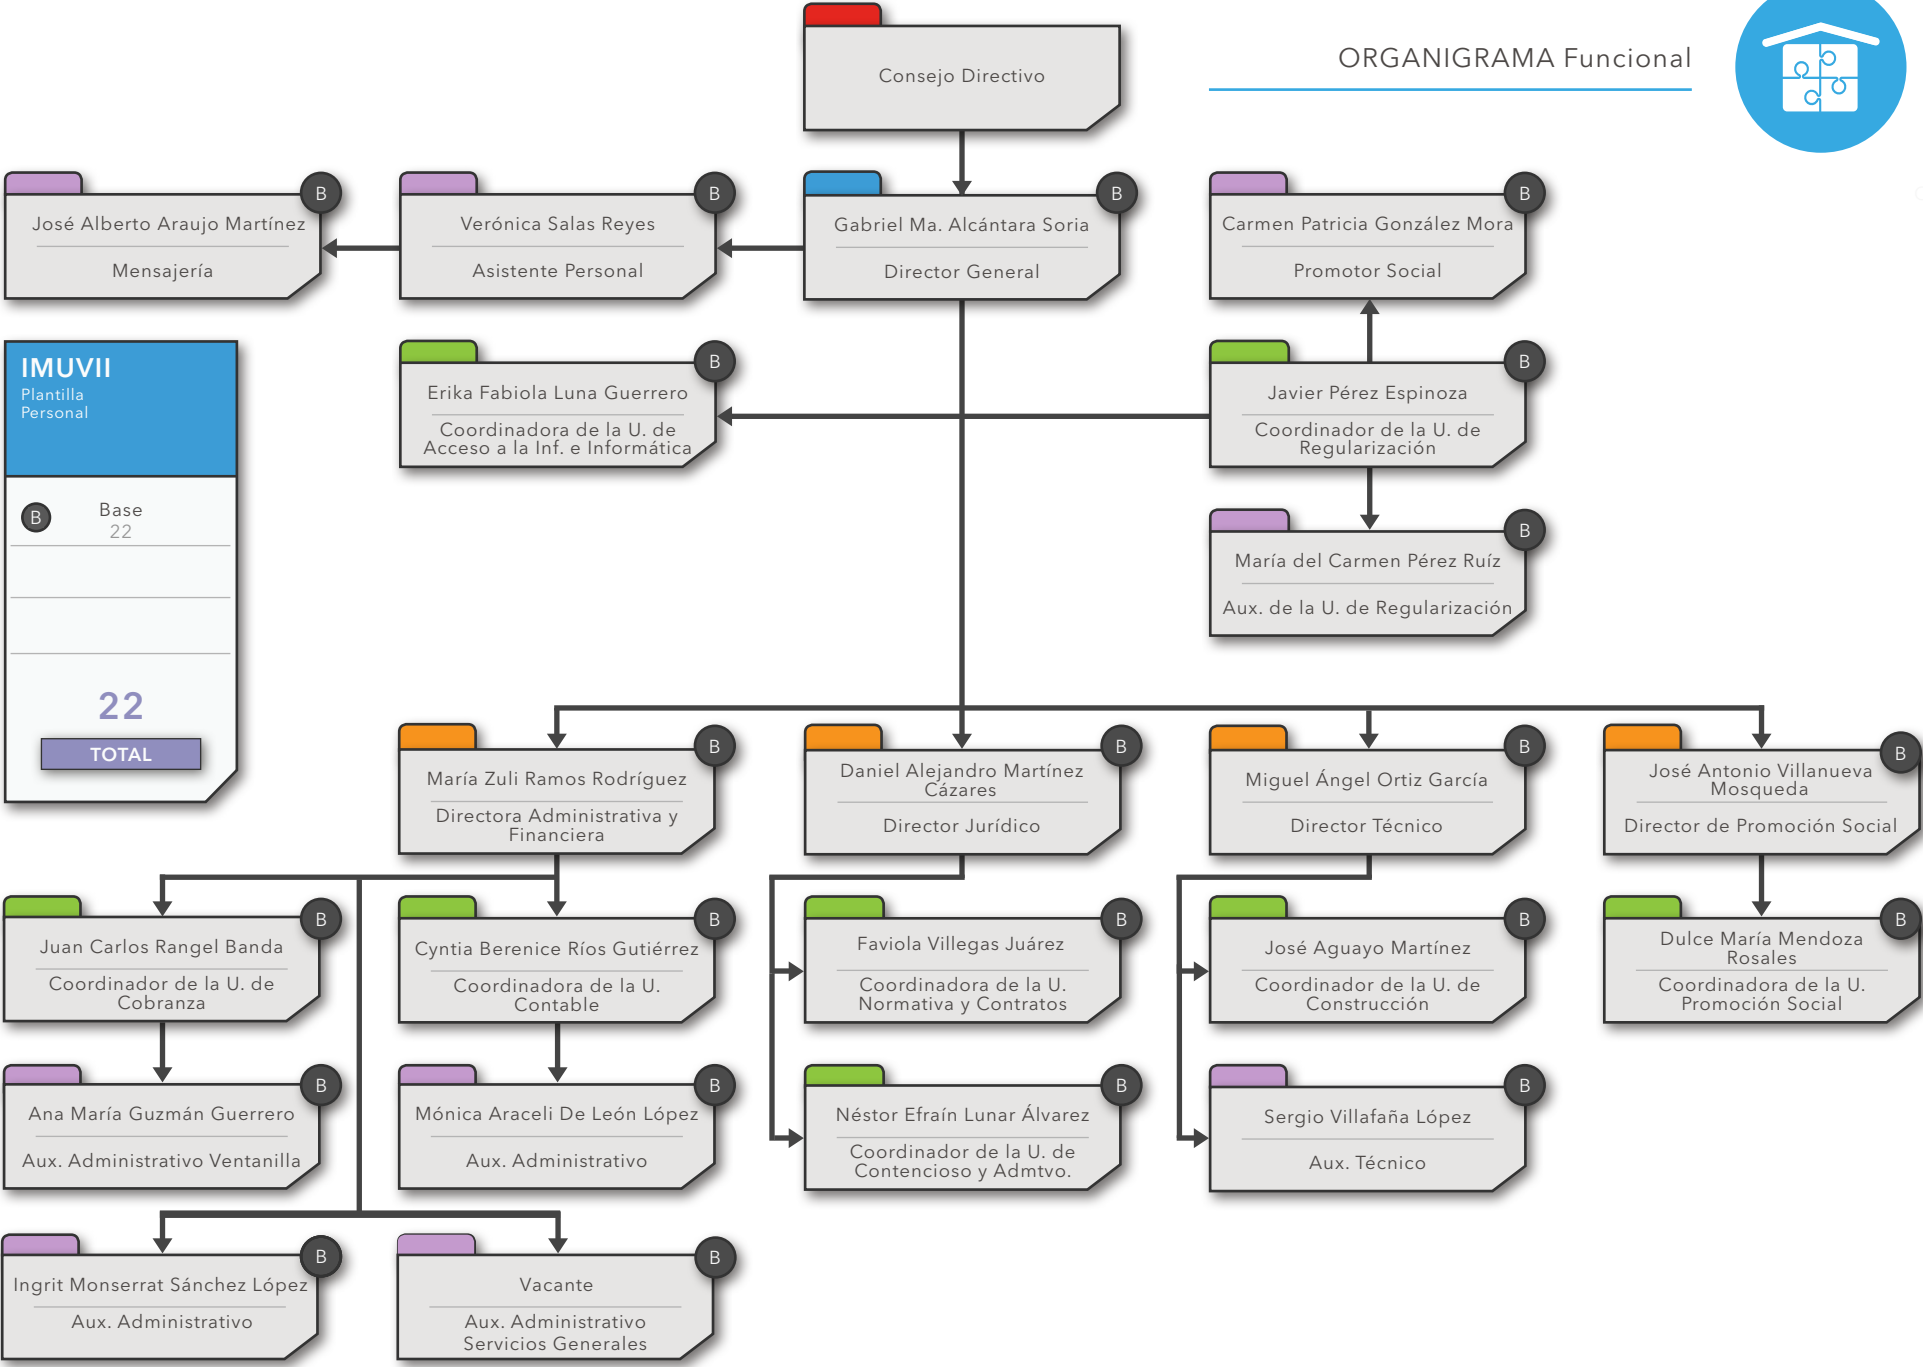 Consejo Directivo
ORGANIGRAMA Funcional
B
José Alberto Araujo Martínez
Mensajería
B
Verónica Salas Reyes
Asistente Personal
B
Gabriel Ma. Alcántara Soria
Director General
B
Carmen Patricia González Mora
Promotor Social
IMUVII
Plantilla
Personal
B
Base
22
22
TOTAL
B
Erika Fabiola Luna Guerrero
Coordinadora de la U. de
Acceso a la Inf. e Informática
B
Javier Pérez Espinoza
Coordinador de la U. de
Regularización
B
María del Carmen Pérez Ruíz
Aux. de la U. de Regularización
B
María Zuli Ramos Rodríguez
Directora Administrativa y
Financiera
B
Daniel Alejandro Martínez
Cázares
Director Jurídico
B
Miguel Ángel Ortiz García
Director Técnico
B
José Antonio Villanueva
Mosqueda
Director de Promoción Social
B
Juan Carlos Rangel Banda
Coordinador de la U. de
Cobranza
B
Cyntia Berenice Ríos Gutiérrez
Coordinadora de la U.
Contable
B
Faviola Villegas Juárez
Coordinadora de la U.
Normativa y Contratos
B
José Aguayo Martínez
Coordinador de la U. de
Construcción
B
Dulce María Mendoza
Rosales
Coordinadora de la U.
Promoción Social
B
Ana María Guzmán Guerrero
Aux. Administrativo Ventanilla
B
Mónica Araceli De León López
Aux. Administrativo
B
Néstor Efraín Lunar Álvarez
Coordinador de la U. de
Contencioso y Admtvo.
B
Sergio Villafaña López
Aux. Técnico
B
Ingrit Monserrat Sánchez López
Aux. Administrativo
B
Vacante
Aux. Administrativo
Servicios Generales